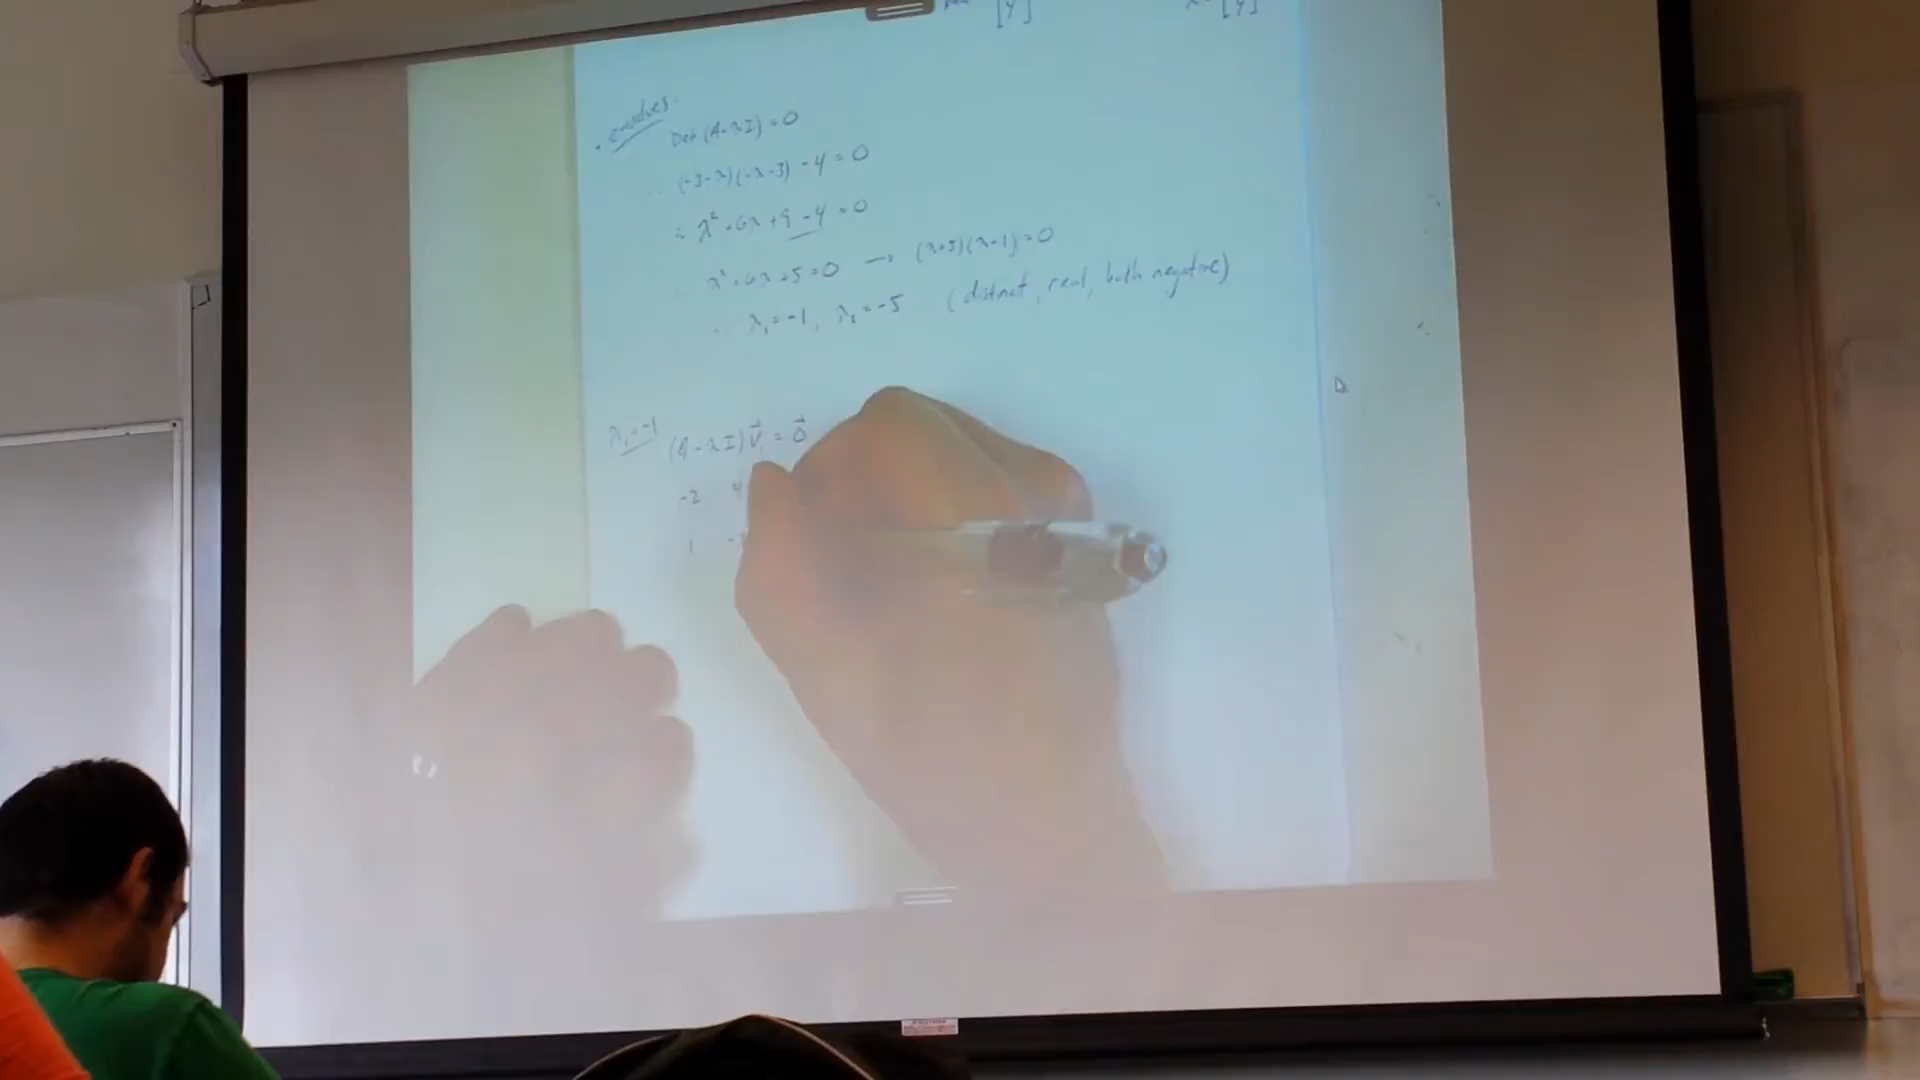 [y] [y]
e-values.
Det (A-λI) = 0
∴ (-3-λ)(-λ-3) - 4 = 0
∴ λ² + 6λ + 9 - 4 = 0
∴ λ² + 6λ + 5 = 0 → (λ+5)(λ+1) = 0
∴ λ₁ = -1, λ₂ = -5 (distinct, real, both negative)
λ₁ = -1 (A - λI) v⃗₁ = 0⃗
-2 4
1 -